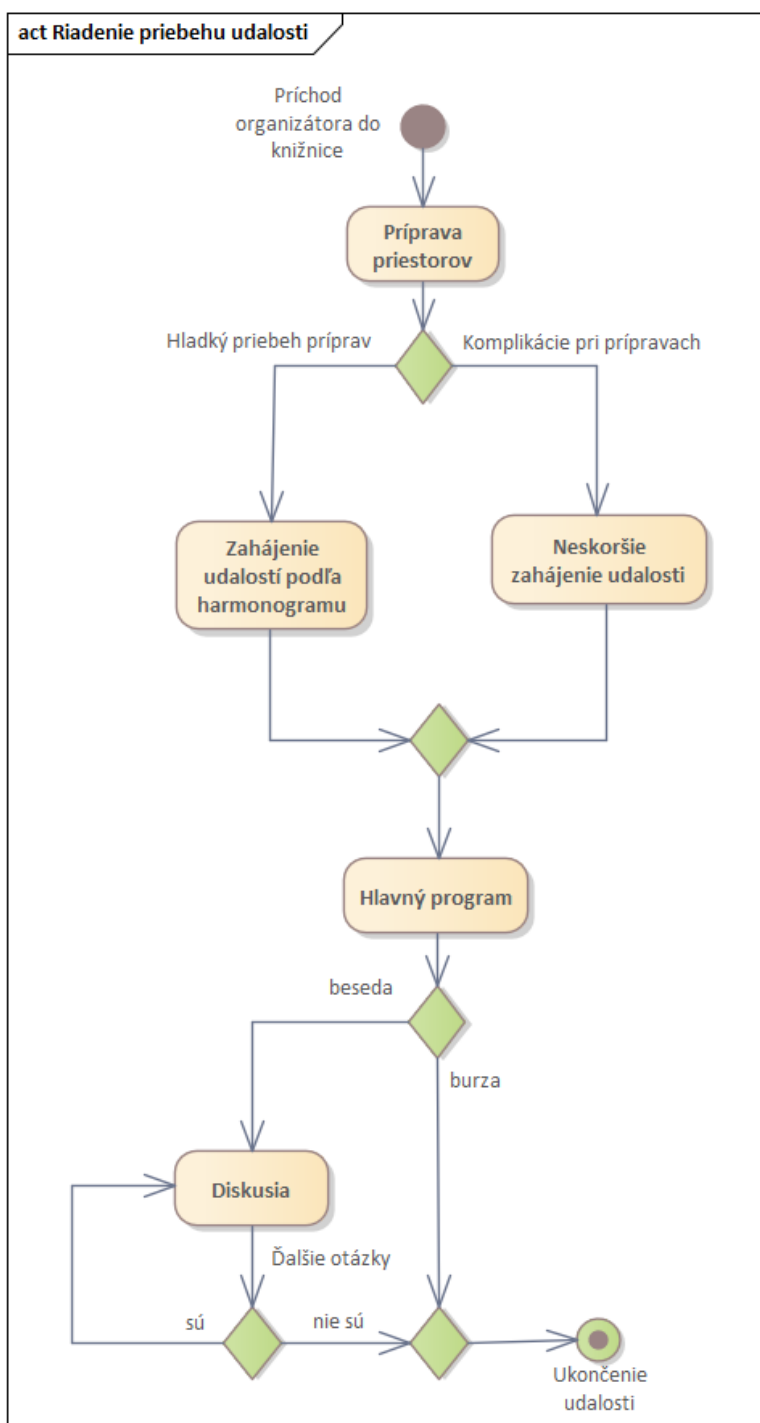 act Riadenie priebehu udalosti
Príchod
organizátora do
knižnice
Príprava
priestorov
Hladký priebeh príprav
Komplikácie pri prípravach
Zahájenie
udalostí podľa
harmonogramu
Neskoršie
zahájenie udalosti
Hlavný program
beseda
burza
Diskusia
Ďalšie otázky
sú
nie sú
Ukončenie
udalosti